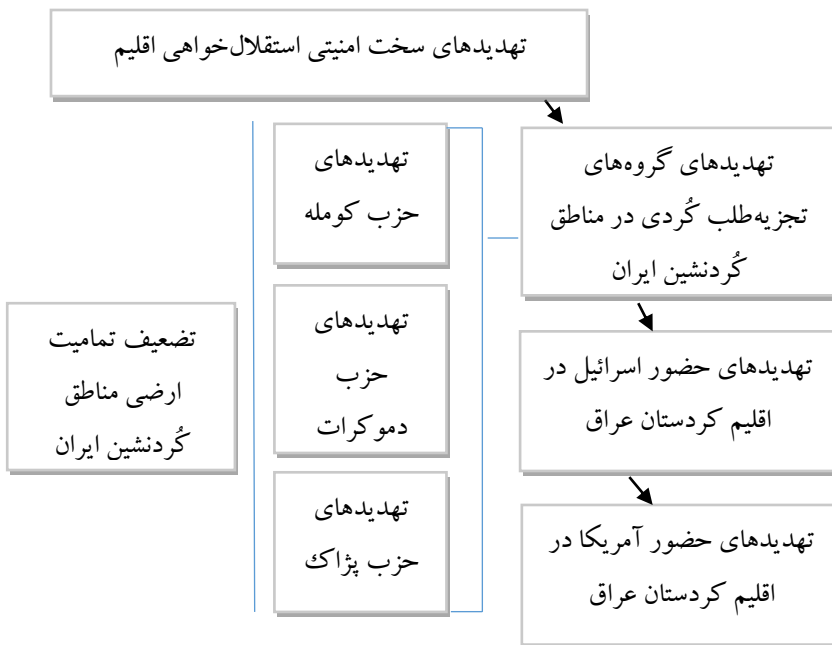 تهدیدهای سخت امنیتی استقلال‌خواهی اقلیم
تهدیدهای گروه‌های
تجزیه‌طلب کُردی در مناطق
کُردنشین ایران
تهدیدهای حضور اسرائیل در
اقلیم کردستان عراق
تهدیدهای حضور آمریکا در
اقلیم کردستان عراق
تهدیدهای
حزب کومله
تهدیدهای
حزب
دموکرات
تهدیدهای
حزب پژاک
تضعیف تمامیت
ارضی مناطق
کُردنشین ایران